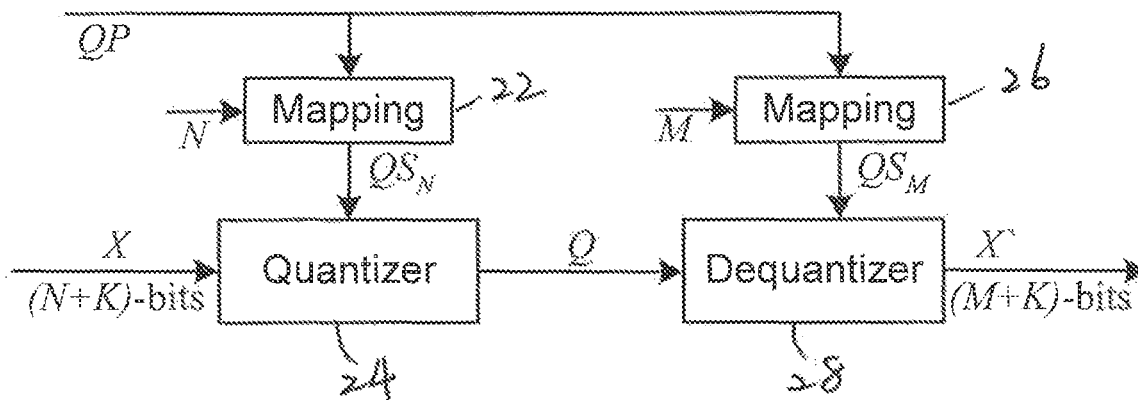 QP
Mapping 22 Mapping 26
N M
QS_N QS_M
X Q X`
Quantizer Dequantizer
(N+K)-bits (M+K)-bits
24 28